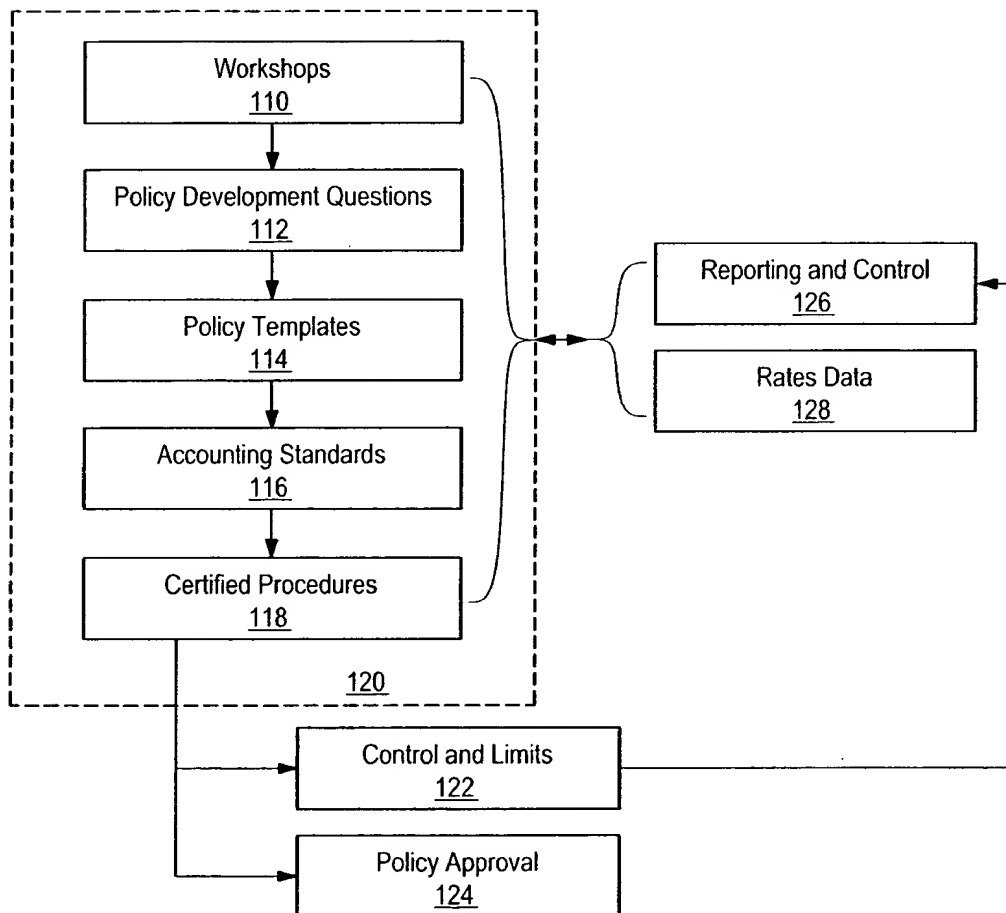 Workshops
110
Policy Development Questions
112
Policy Templates
114
Accounting Standards
116
Certified Procedures
118
120
Reporting and Control
126
Rates Data
128
Control and Limits
122
Policy Approval
124